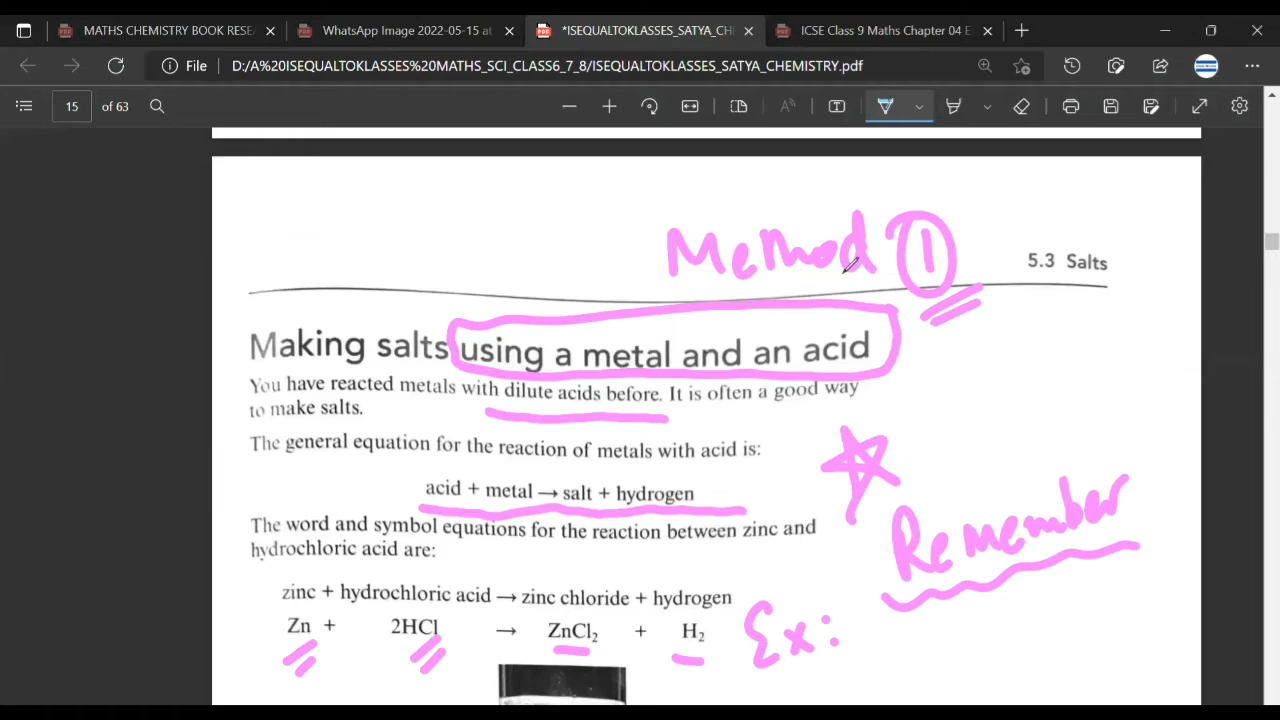 MATHS CHEMISTRY BOOK RESEA
WhatsApp Image 2022-05-15 at
*ISEQUALTOKLASSES_SATYA_CHE
ICSE Class 9 Maths Chapter 04 E
File D:/A%20ISEQUALTOKLASSES%20MATHS_SCI_CLASS6_7_8/ISEQUALTOKLASSES_SATYA_CHEMISTRY.pdf
15 of 63
Method 1
5.3 Salts
Making salts using a metal and an acid
You have reacted metals with dilute acids before. It is often a good way
to make salts.
The general equation for the reaction of metals with acid is:
acid + metal → salt + hydrogen
Remember
The word and symbol equations for the reaction between zinc and
hydrochloric acid are:
zinc + hydrochloric acid → zinc chloride + hydrogen
Zn + 2HCl → ZnCl₂ + H₂ Ex: